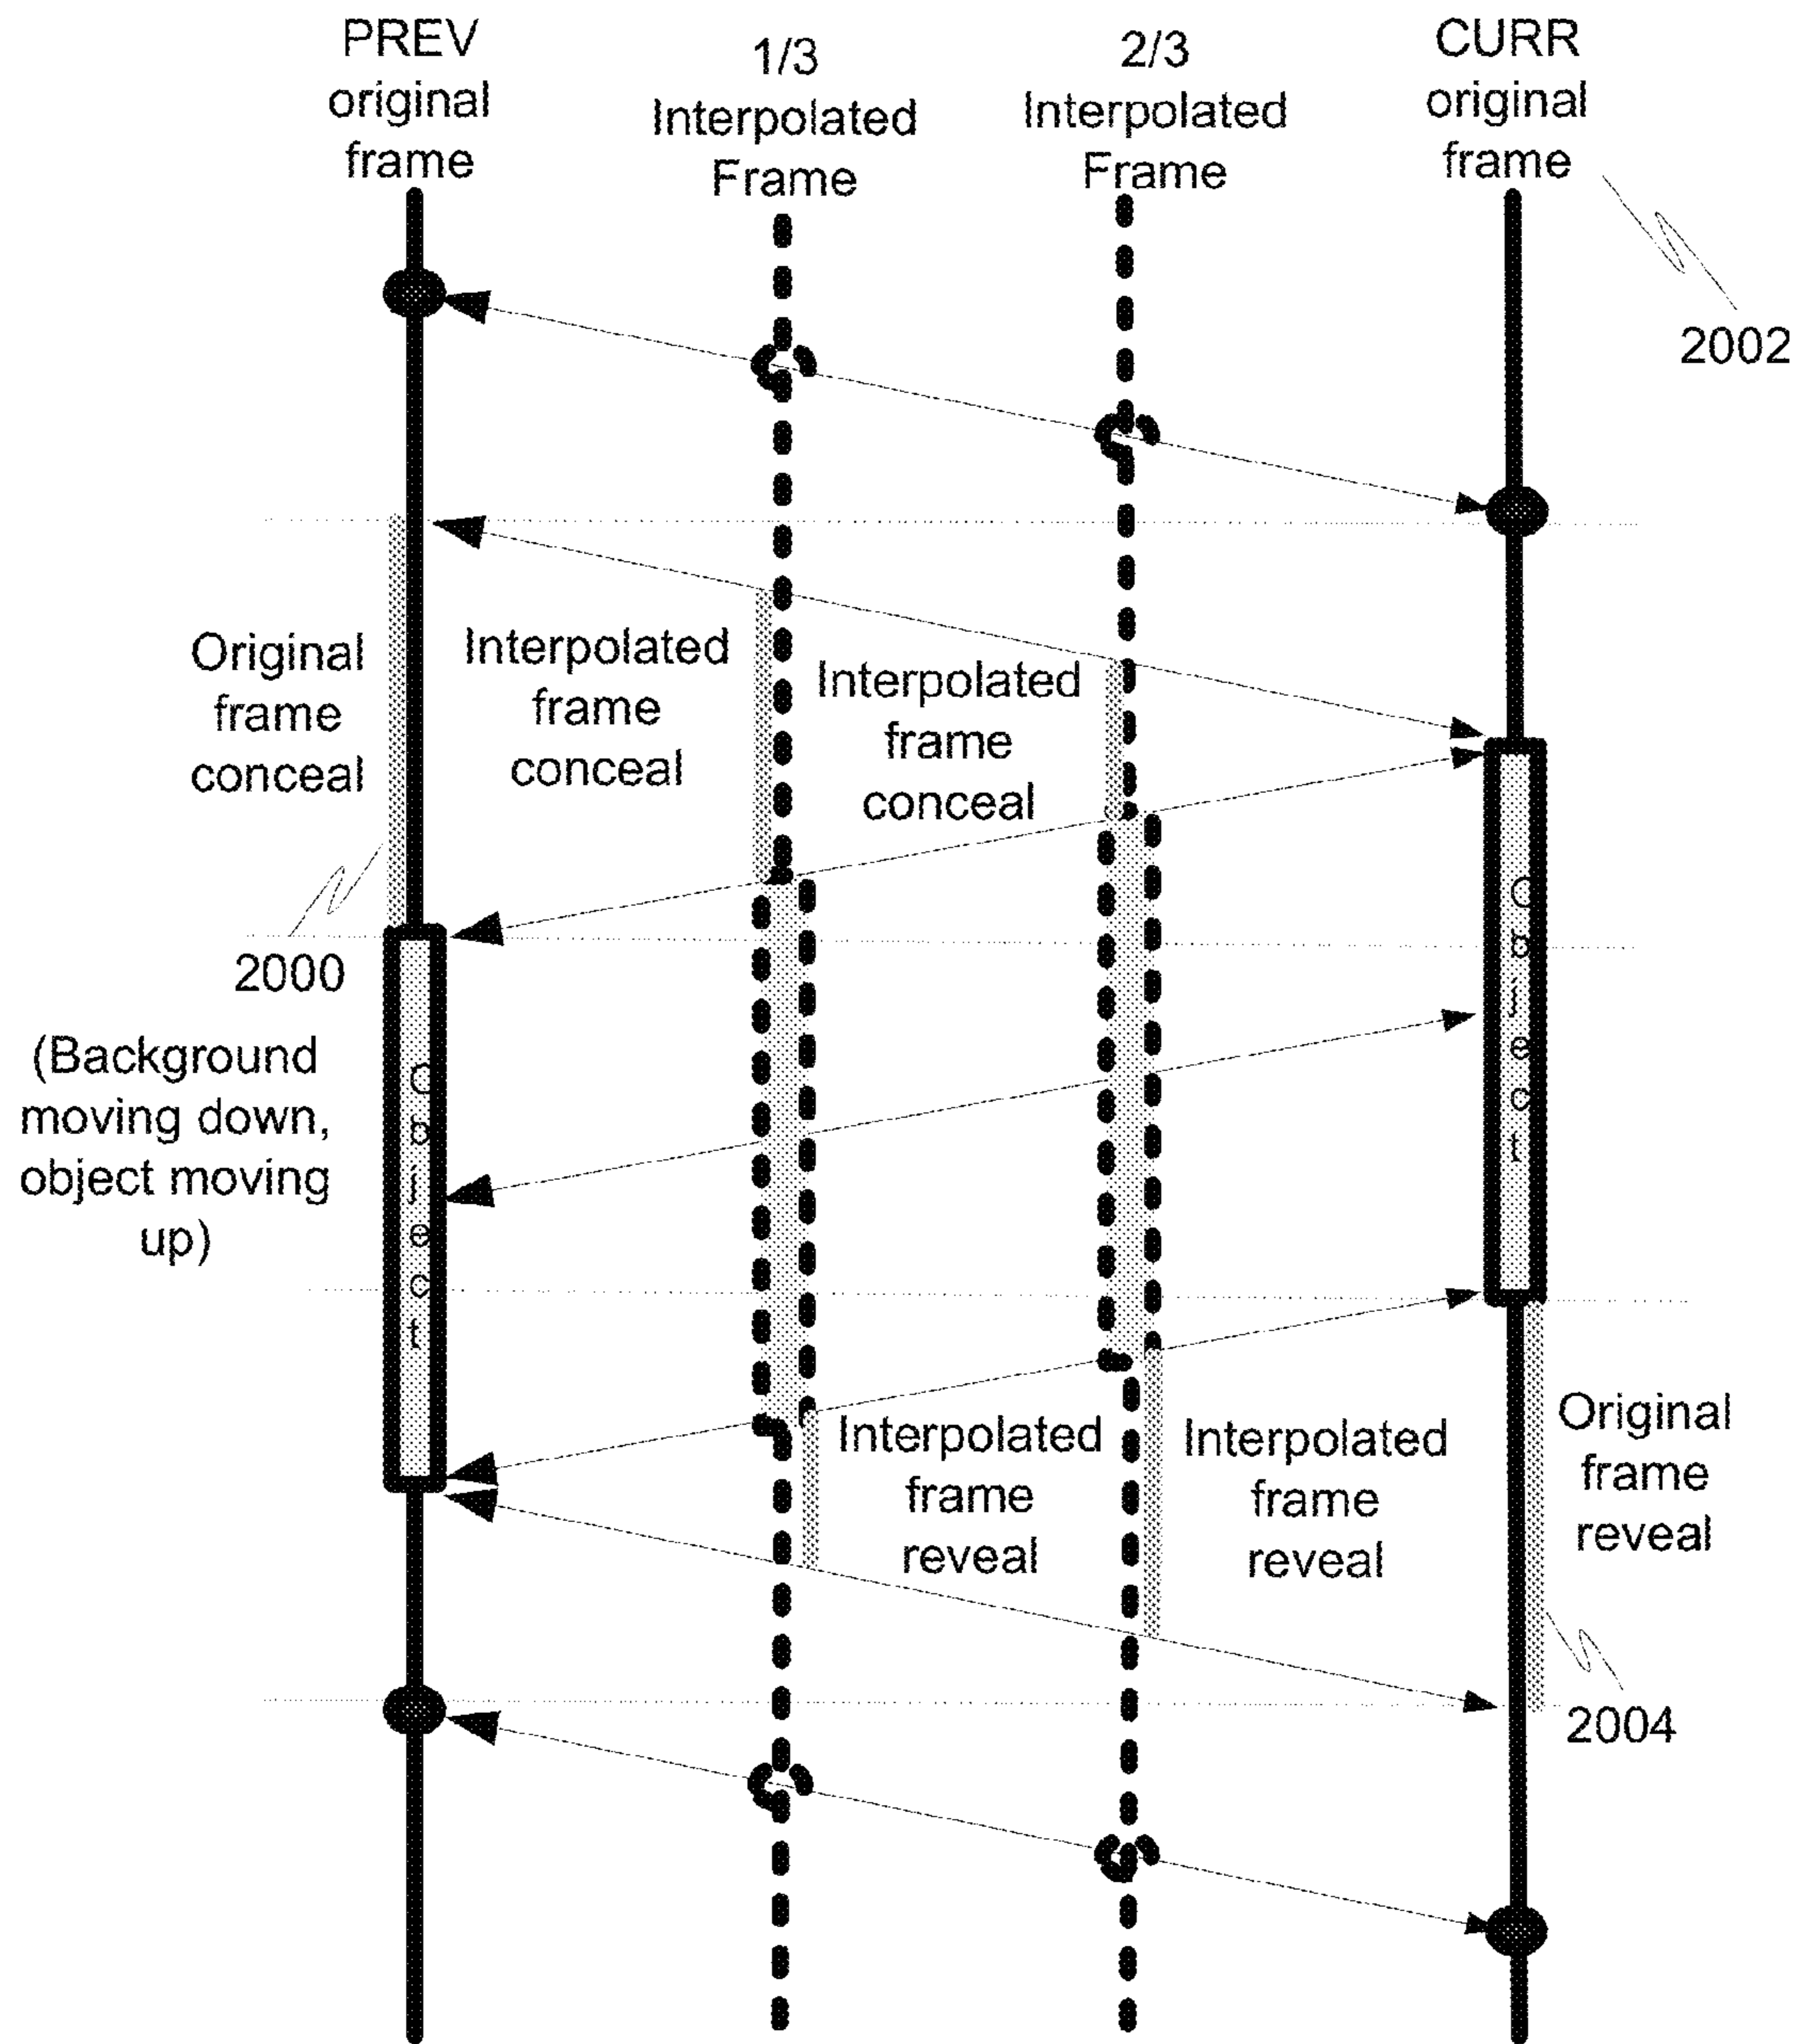 PREV
original
frame
1/3
Interpolated
Frame
2/3
Interpolated
Frame
CURR
original
frame
2002
Original
frame
conceal
Interpolated
frame
conceal
Interpolated
frame
conceal
2000
(Background
moving down,
object moving
up)
Object
Object
Interpolated
frame
reveal
Interpolated
frame
reveal
Original
frame
reveal
2004